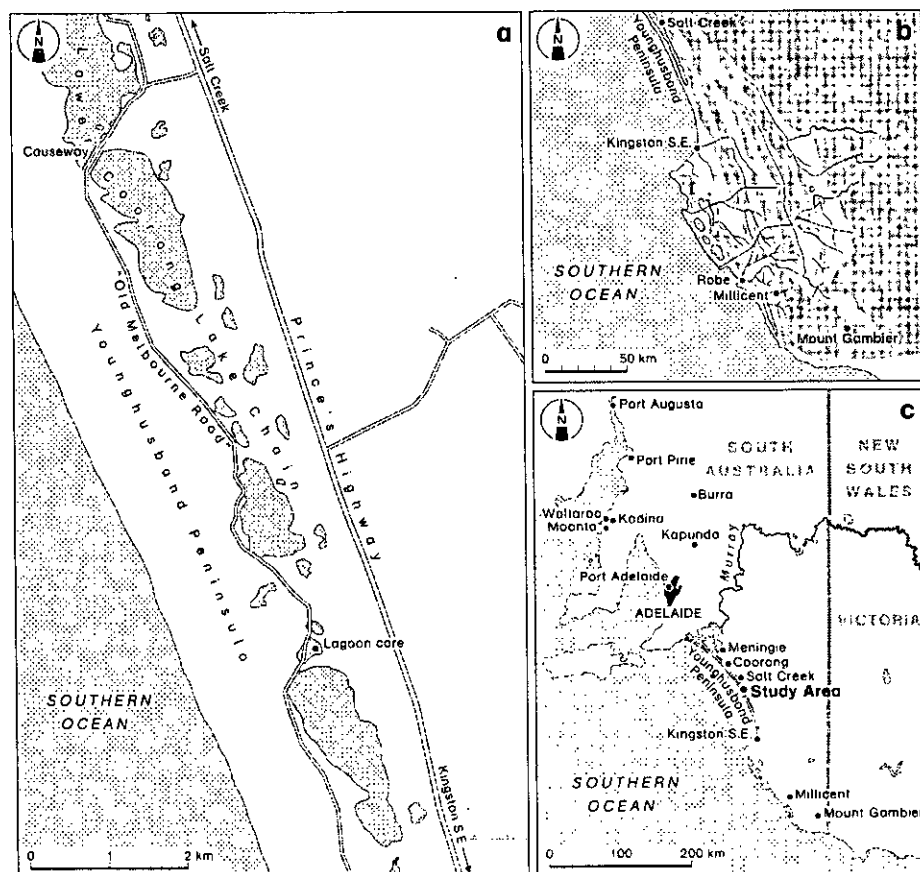 a
N
Salt Creek
Lower
Causeway
Coorong
Lake Chain
"Old Melbourne Road"
Younghusband Peninsula
Prince's Highway
Lagoon core
SOUTHERN
OCEAN
Kingston S.E.
0 2 km
b
N
Salt Creek
Younghusband
Peninsula
Kingston S.E.
SOUTHERN
OCEAN
Robe
Millicent
Mount Gambier
0 50 km
c
N
Port Augusta
Port Pirie
SOUTH
AUSTRALIA
NEW
SOUTH
WALES
Burra
Wallaroo
Moonta
Kadina
Kapunda
Murray
Port Adelaide
ADELAIDE
VICTORIA
Meningie
Coorong
Salt Creek
Study Area
Younghusband
Peninsula
Kingston S.E.
SOUTHERN
OCEAN
Millicent
Mount Gambier
0 100 200 km